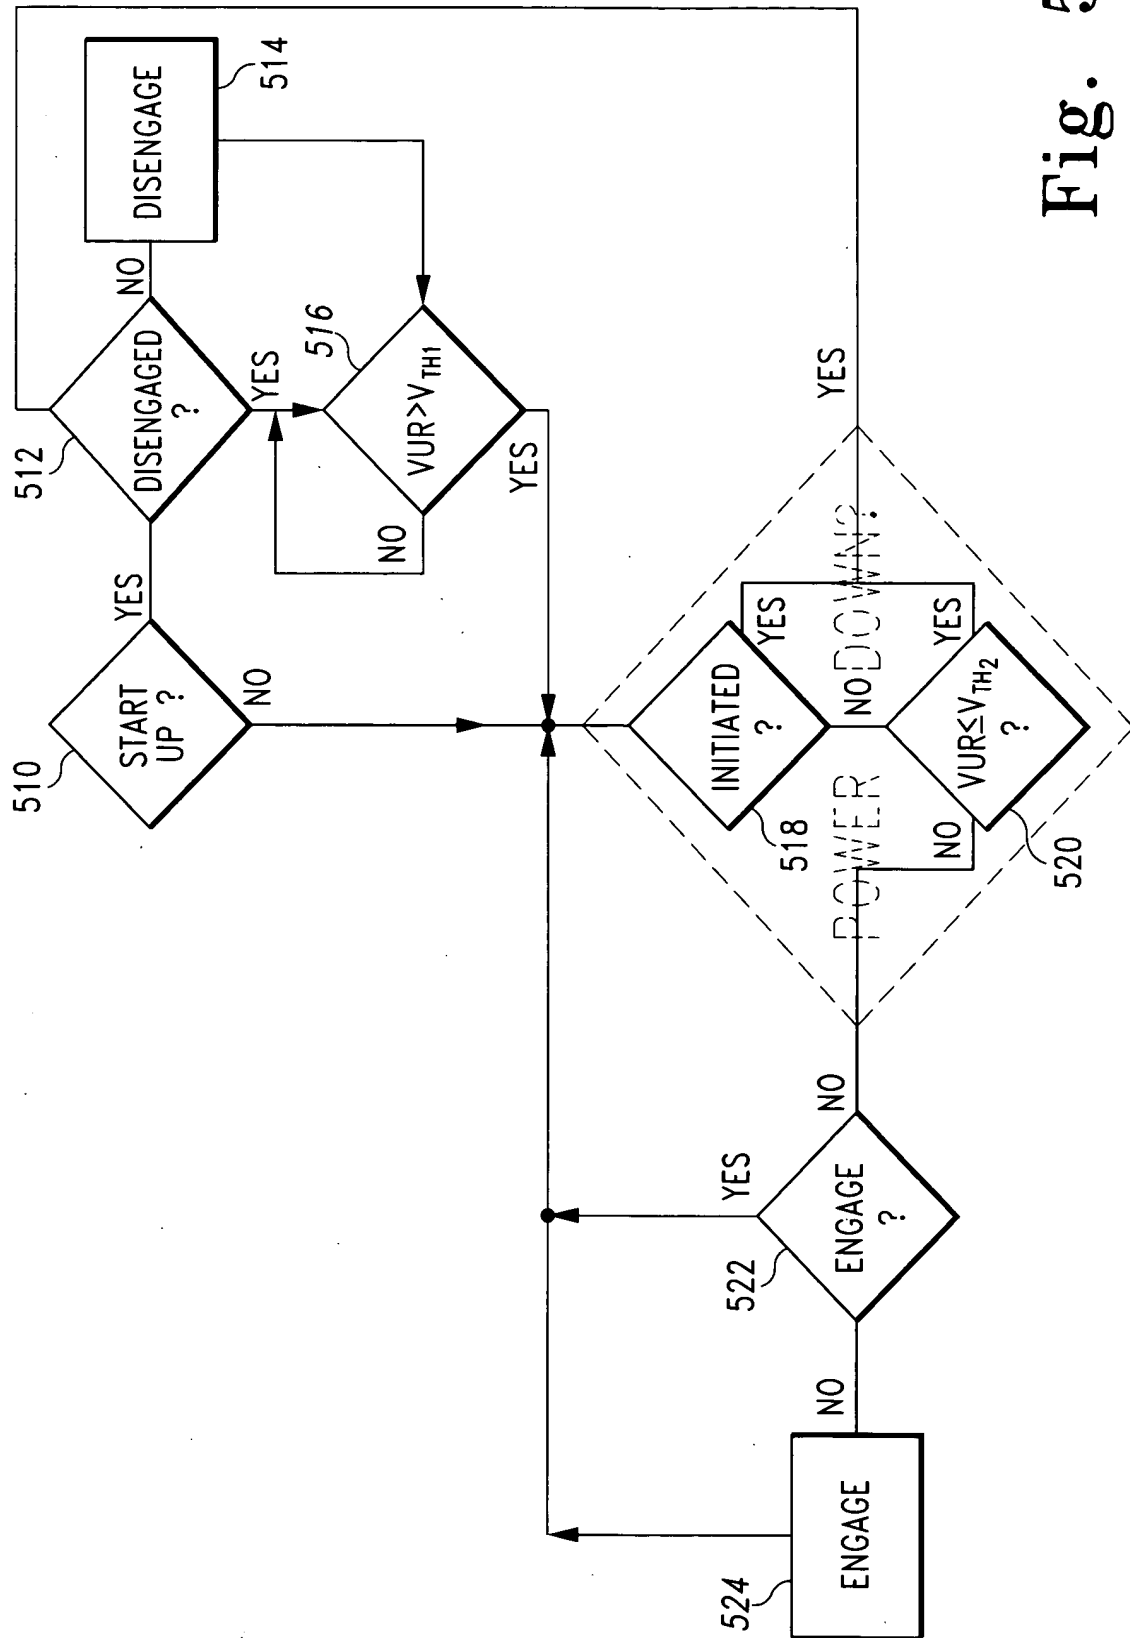 510
START
UP ?
YES
NO
512
DISENGAGED
?
NO
YES
DISENGAGE
514
516
VUR>V_TH1
NO
YES
POWER DOWN?
INITIATED
?
518
YES
NO
VUR≤V_TH2
?
520
YES
NO
YES
NO
ENGAGE
?
522
YES
NO
ENGAGE
524
Fig. 5